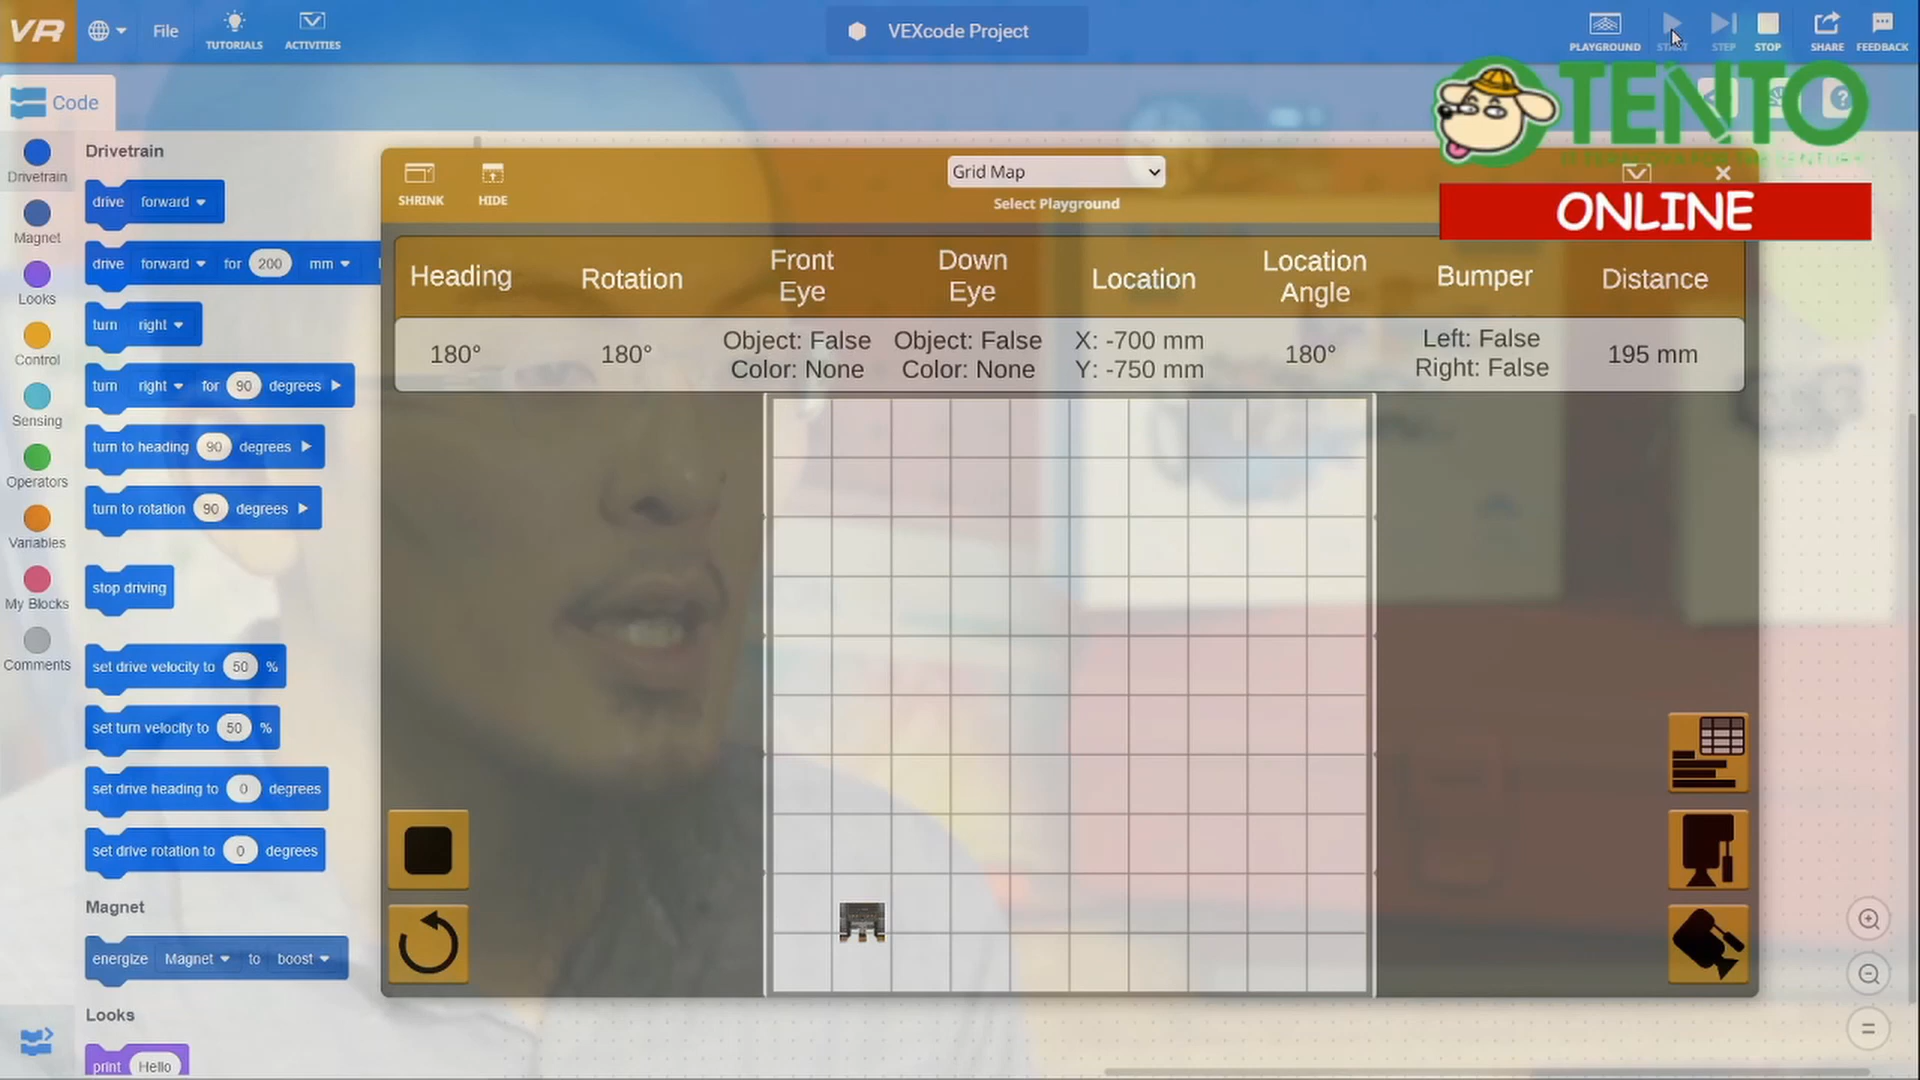 VR
File
TUTORIALS
ACTIVITIES
VEXcode Project
PLAYGROUND
START
STEP
STOP
SHARE
FEEDBACK
TENTO
ONLINE
Code
Drivetrain
Magnet
Looks
Control
Sensing
Operators
Variables
My Blocks
Comments
Drivetrain
drive forward
drive forward for 200 mm
turn right
turn right for 90 degrees
turn to heading 90 degrees
turn to rotation 90 degrees
stop driving
set drive velocity to 50 %
set turn velocity to 50 %
set drive heading to 0 degrees
set drive rotation to 0 degrees
Magnet
energize Magnet to boost
Looks
print Hello
SHRINK
HIDE
Grid Map
Select Playground
Heading
Rotation
Front
Eye
Down
Eye
Location
Location
Angle
Bumper
Distance
180°
180°
Object: False
Color: None
Object: False
Color: None
X: -700 mm
Y: -750 mm
180°
Left: False
Right: False
195 mm